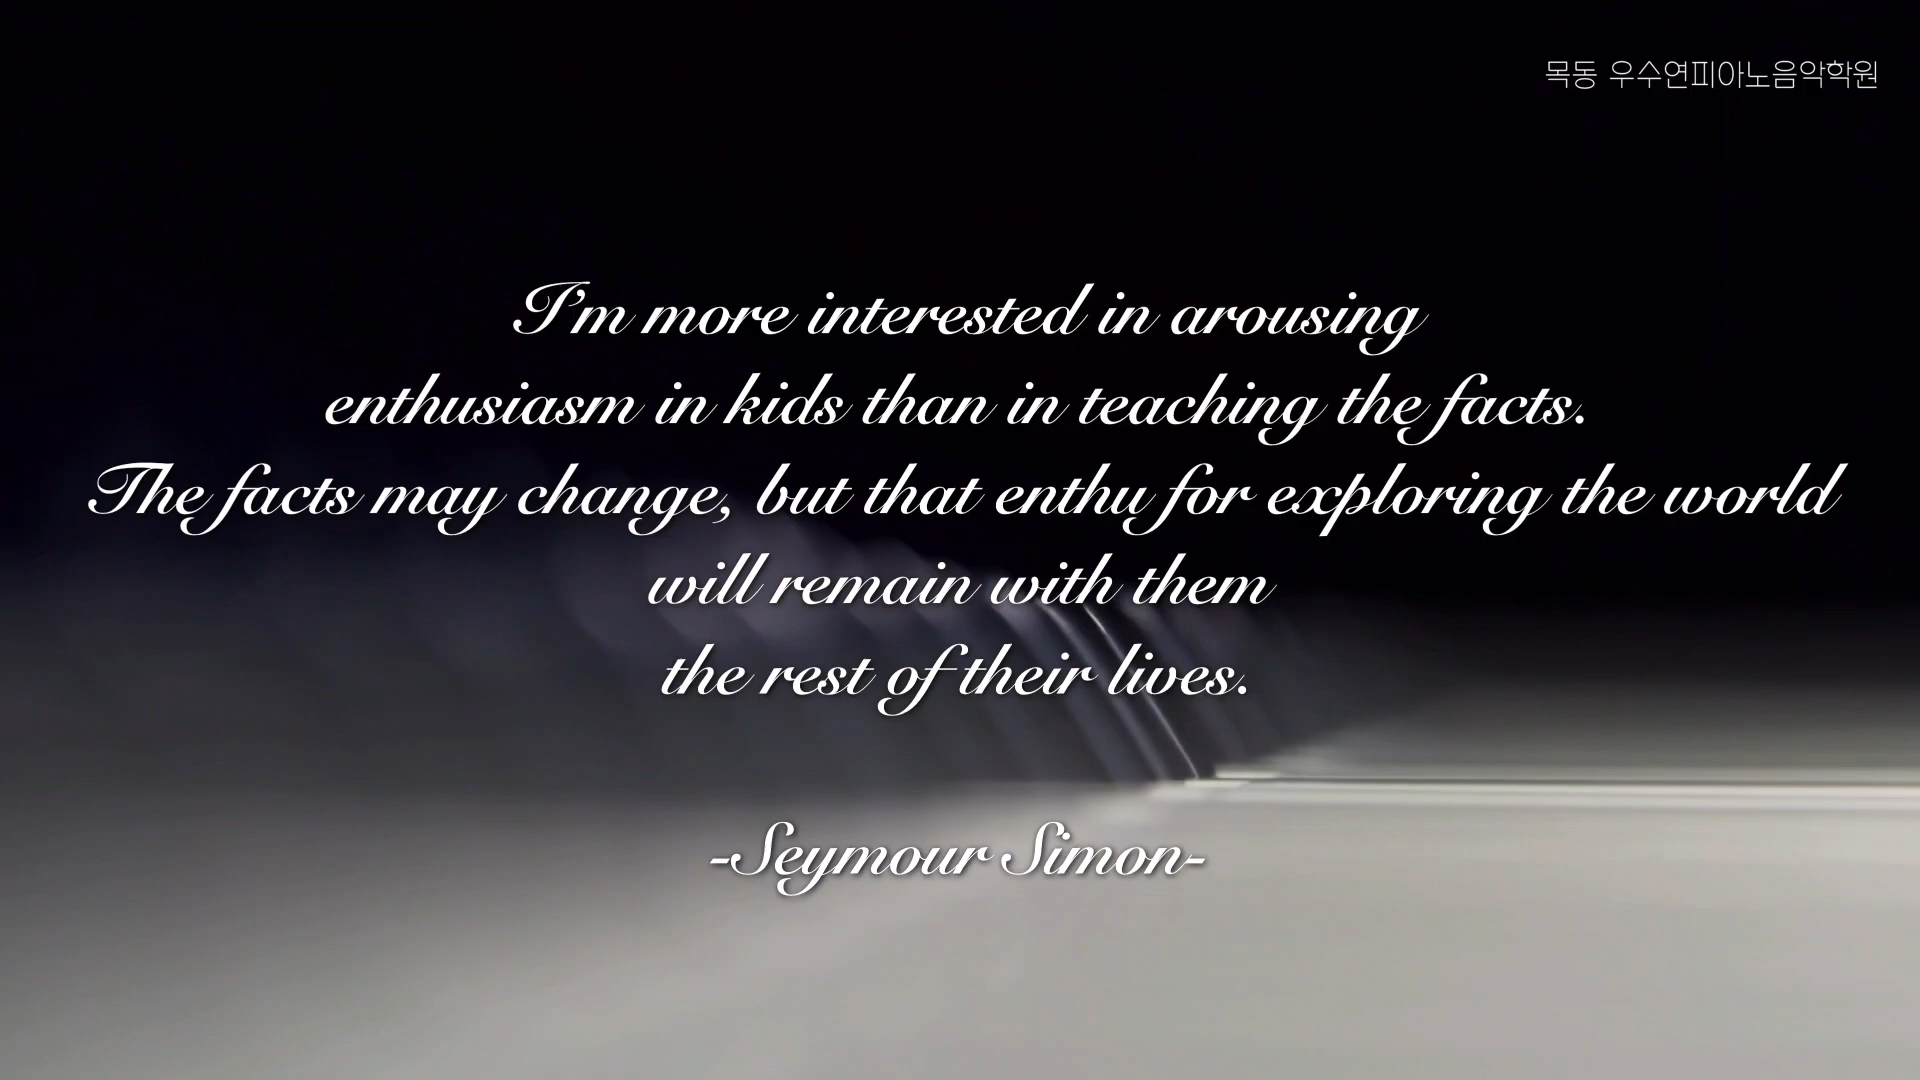 목동 우수연피아노음악학원
I'm more interested in arousing
enthusiasm in kids than in teaching the facts.
The facts may change, but that enthu for exploring the world
will remain with them
the rest of their lives.
-Seymour Simon-